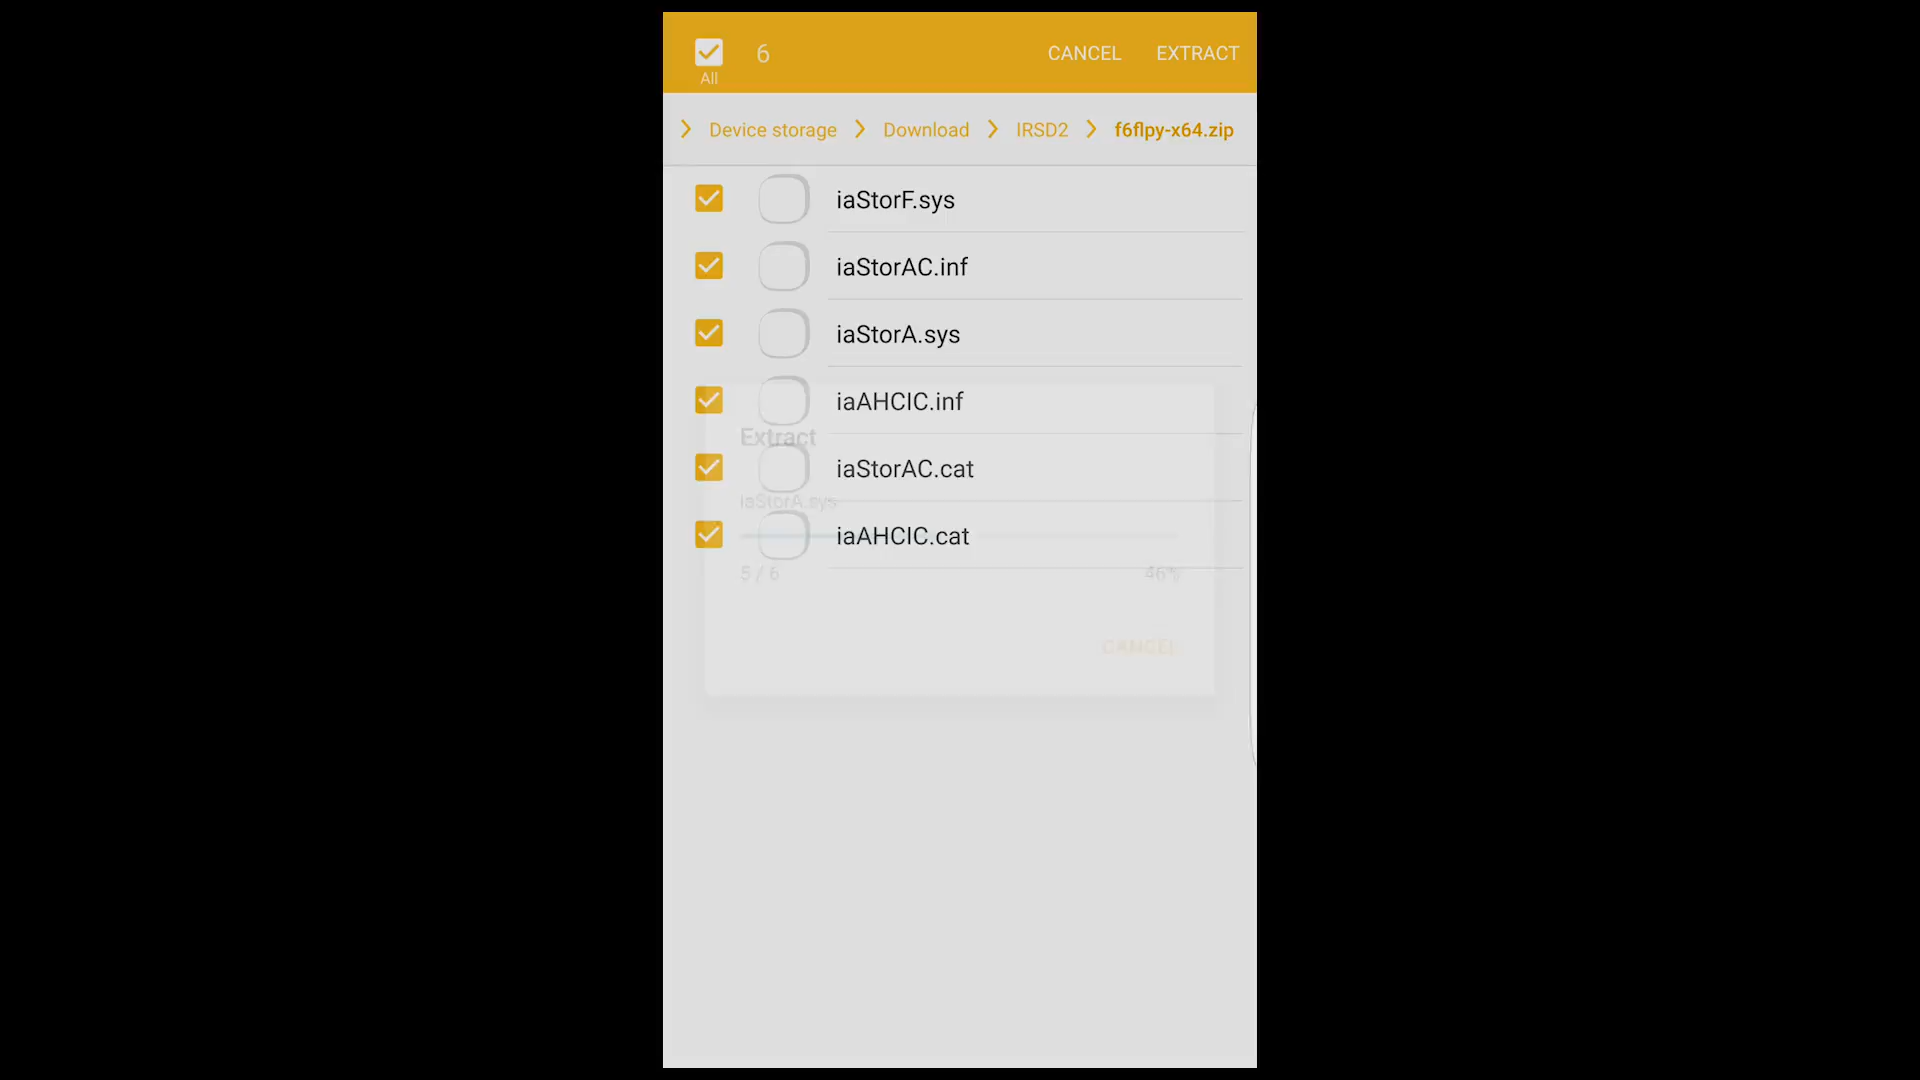 6 CANCEL EXTRACT
All
Device storage Download IRSD2 f6flpy-x64.zip
iaStorF.sys
iaStorAC.inf
iaStorA.sys
iaAHCIC.inf
Extract
iaStorAC.cat
iaStorA.sys
iaAHCIC.cat
5 / 6 46%
CANCEL